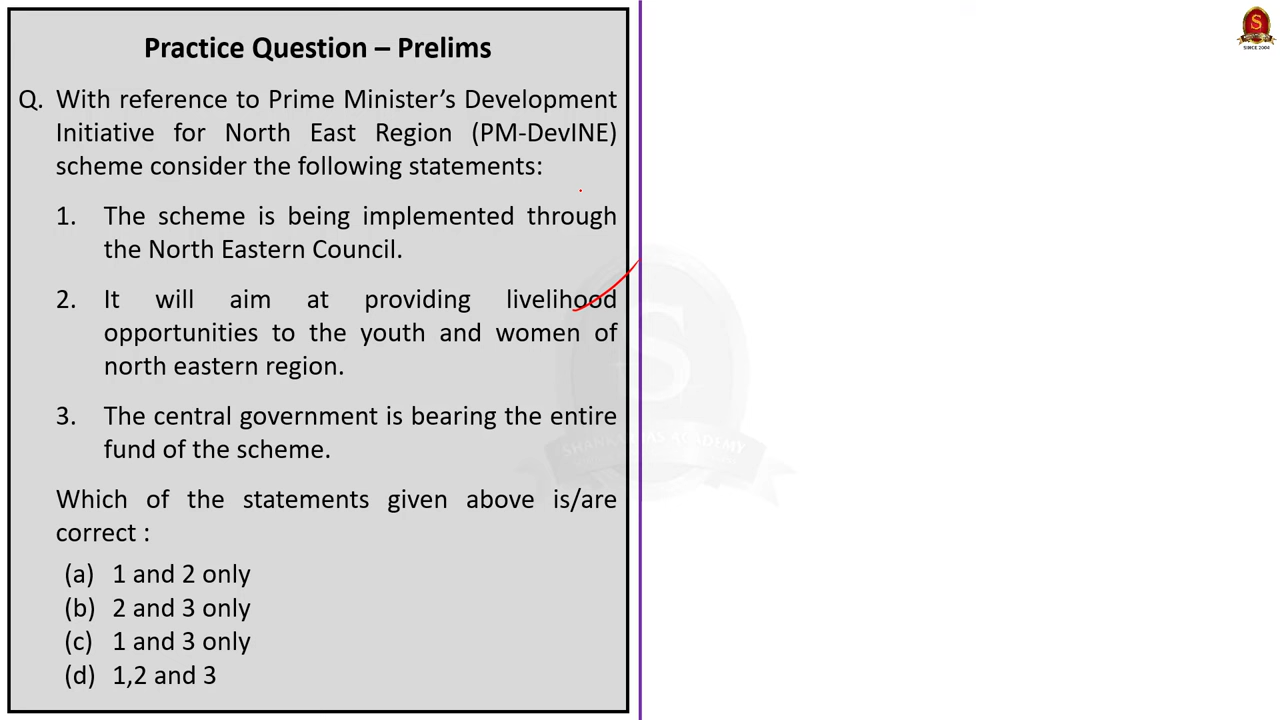 Practice Question – Prelims
Q. With reference to Prime Minister’s Development
Initiative for North East Region (PM-DevINE)
scheme consider the following statements:
1. The scheme is being implemented through
the North Eastern Council.
2. It will aim at providing livelihood
opportunities to the youth and women of
north eastern region.
3. The central government is bearing the entire
fund of the scheme.
Which of the statements given above is/are
correct :
(a) 1 and 2 only
(b) 2 and 3 only
(c) 1 and 3 only
(d) 1,2 and 3
S
SINCE 2004